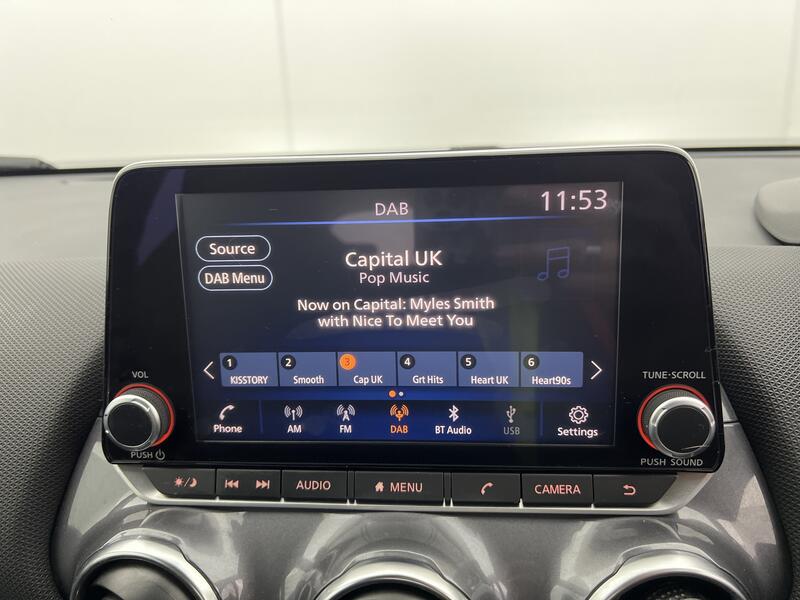 DAB
11:53
Source
DAB Menu
Capital UK
Pop Music
Now on Capital: Myles Smith
with Nice To Meet You
1 2 3 4 5 6
KISSTORY Smooth Cap UK Grt Hits Heart UK Heart90s
Phone AM FM DAB BT Audio USB Settings
VOL
PUSH
TUNE·SCROLL
PUSH SOUND
AUDIO MENU CAMERA